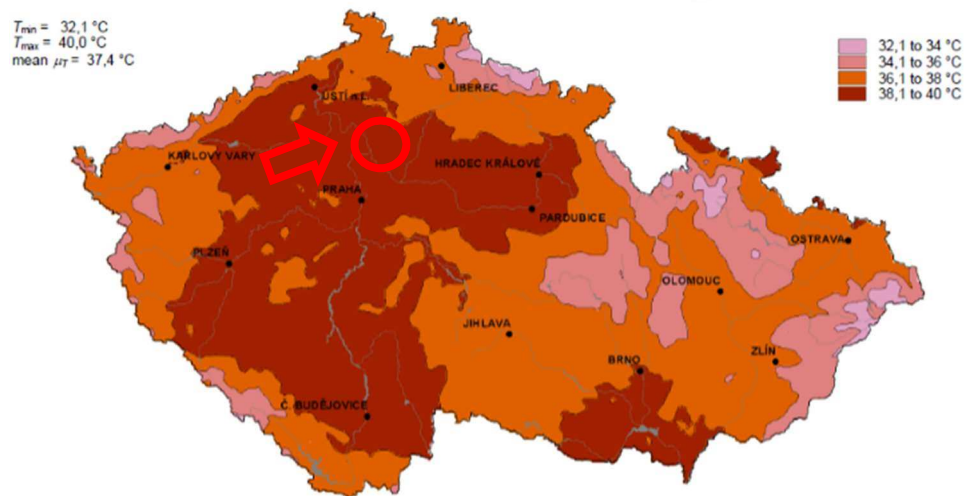 Tmin = 32,1 °C
Tmax = 40,0 °C
mean μT = 37,4 °C
32,1 to 34 °C
34,1 to 36 °C
36,1 to 38 °C
38,1 to 40 °C
LIBEREC
KARLOVY VARY
HRADEC KRÁLOVÉ
PRAHA
PARDUBICE
OSTRAVA
PLZEŇ
OLOMOUC
JIHLAVA
BRNO
ZLÍN
Č. BUDĚJOVICE